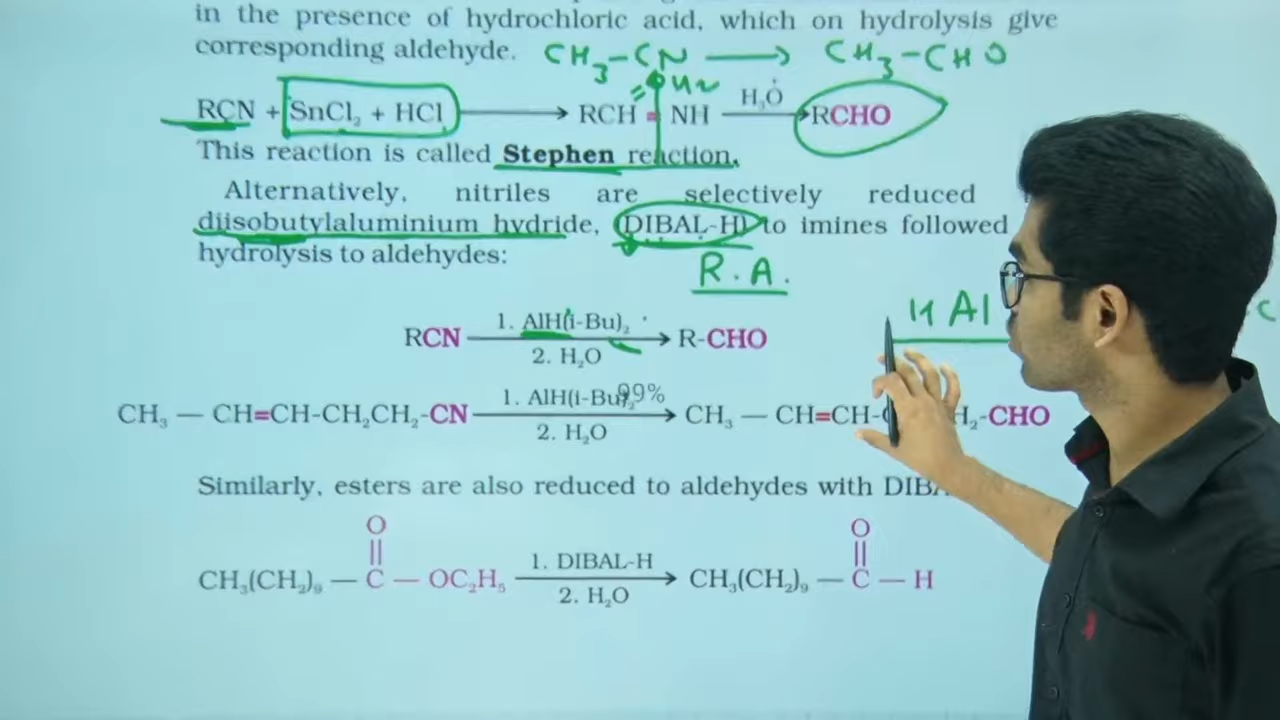 in the presence of hydrochloric acid, which on hydrolysis give
corresponding aldehyde. CH₃-CN ⟶ CH₃-CHO
RCN + SnCl₂ + HCl ⟶ RCH = NH H₃O⁺ ⟶ RCHO
This reaction is called Stephen reaction.
Alternatively, nitriles are selectively reduced
diisobutylaluminium hydride, (DIBAL-H) to imines followed
hydrolysis to aldehydes:
R.A.
H Al
RCN 1. AlH(i-Bu)₂ 2. H₂O ⟶ R-CHO
CH₃ — CH=CH-CH₂CH₂-CN 1. AlH(i-Bu)₂ 99% 2. H₂O ⟶ CH₃ — CH=CH-CHO
Similarly, esters are also reduced to aldehydes with
O O
CH₃(CH₂)₉ — C — OC₂H₅ 1. DIBAL-H 2. H₂O ⟶ CH₃(CH₂)₉ — C — H